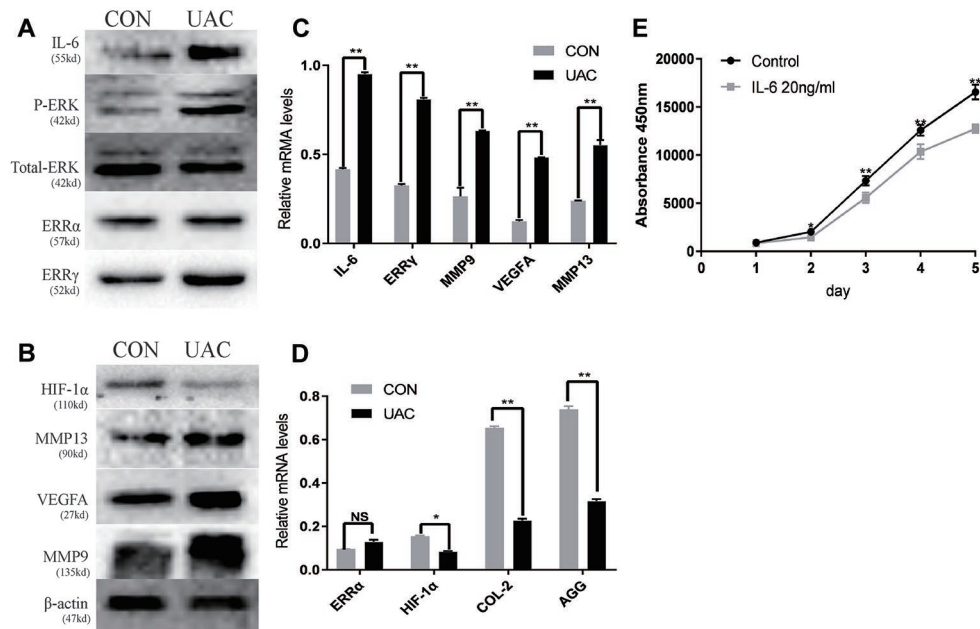 A
CON UAC
IL-6
(55kd)
P-ERK
(42kd)
Total-ERK
(42kd)
ERRα
(57kd)
ERRγ
(52kd)
B
CON UAC
HIF-1α
(110kd)
MMP13
(90kd)
VEGFA
(27kd)
MMP9
(135kd)
β-actin
(47kd)
C
Relative mRMA levels
1.0
0.5
0.0
CON
UAC
** ** ** ** **
IL-6 ERRγ MMP9 VEGFA MMP13
D
Relative mRNA levels
0.8
0.6
0.4
0.2
0.0
CON
UAC
NS * ** **
ERRα HIF-1α COL-2 AGG
E
Absorbance 450nm
20000
15000
10000
5000
0
Control
IL-6 20ng/ml
* ** ** **
0 1 2 3 4 5
day